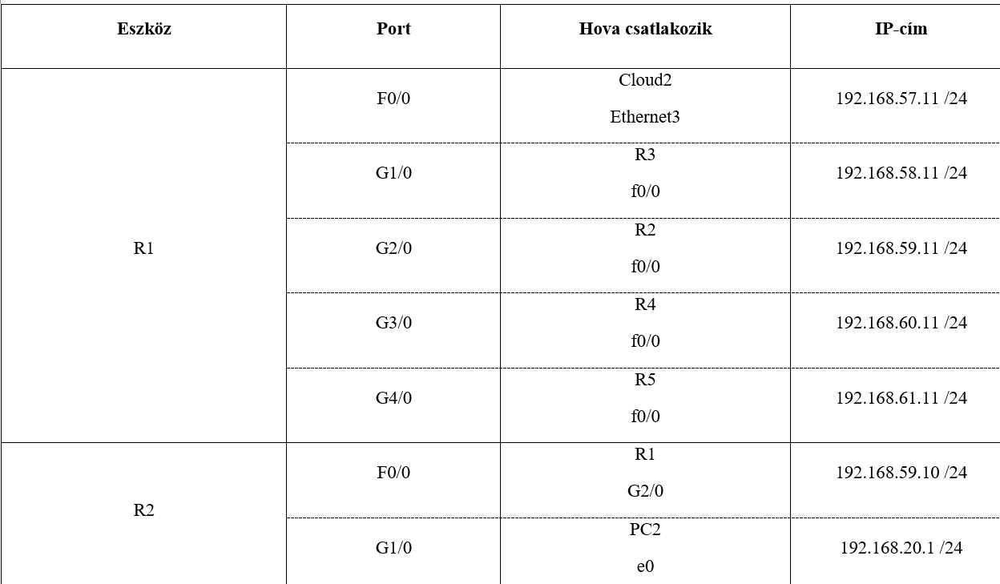 Eszköz Port Hova csatlakozik IP-cím
R1
F0/0
Cloud2
Ethernet3
192.168.57.11 /24
G1/0
R3
f0/0
192.168.58.11 /24
G2/0
R2
f0/0
192.168.59.11 /24
G3/0
R4
f0/0
192.168.60.11 /24
G4/0
R5
f0/0
192.168.61.11 /24
R2
F0/0
R1
G2/0
192.168.59.10 /24
G1/0
PC2
e0
192.168.20.1 /24